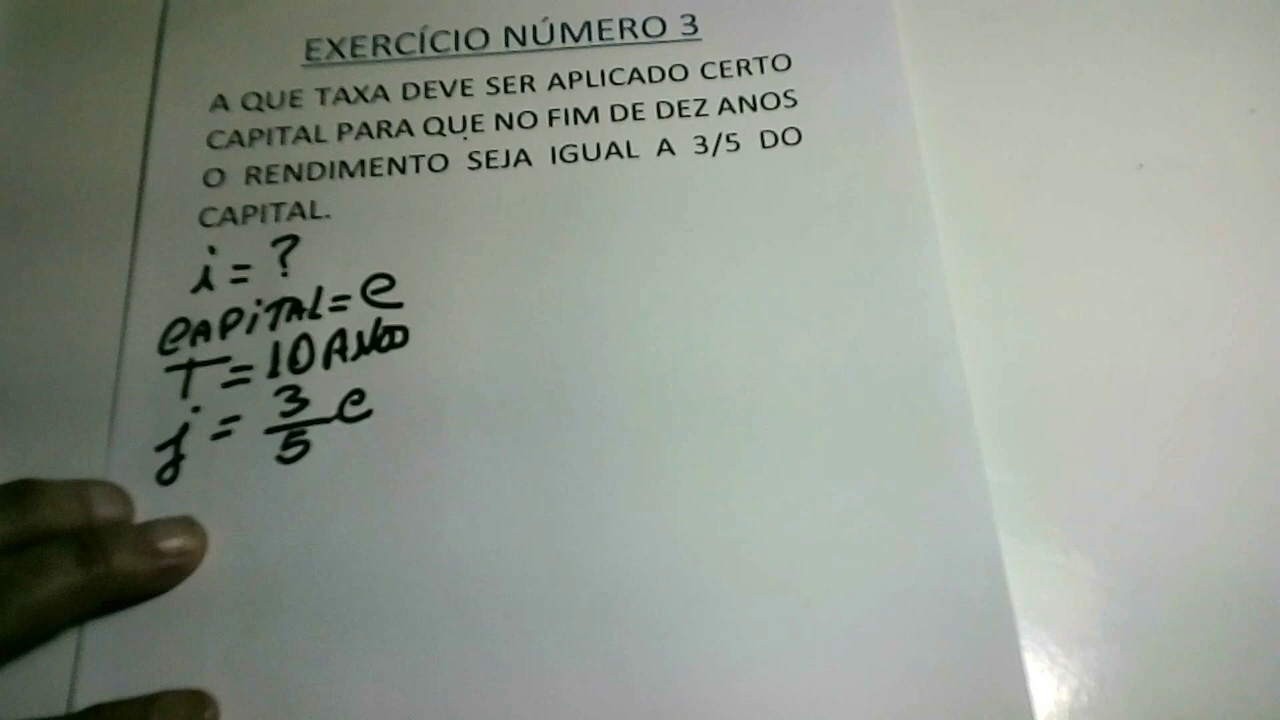 EXERCÍCIO NÚMERO 3
A QUE TAXA DEVE SER APLICADO CERTO
CAPITAL PARA QUE NO FIM DE DEZ ANOS
O RENDIMENTO SEJA IGUAL A 3/5 DO
CAPITAL.
i = ?
CAPITAL = C
T = 10 ANOS
j = 3/5 C